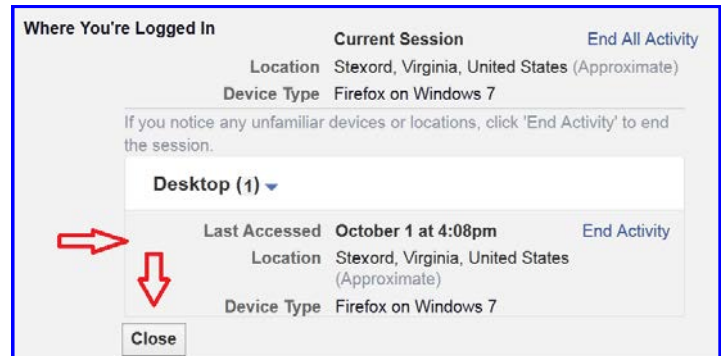 Where You're Logged In
Current Session End All Activity
Location Stexord, Virginia, United States (Approximate)
Device Type Firefox on Windows 7
If you notice any unfamiliar devices or locations, click 'End Activity' to end
the session.
Desktop (1)
Last Accessed October 1 at 4:08pm End Activity
Location Stexord, Virginia, United States
(Approximate)
Device Type Firefox on Windows 7
Close